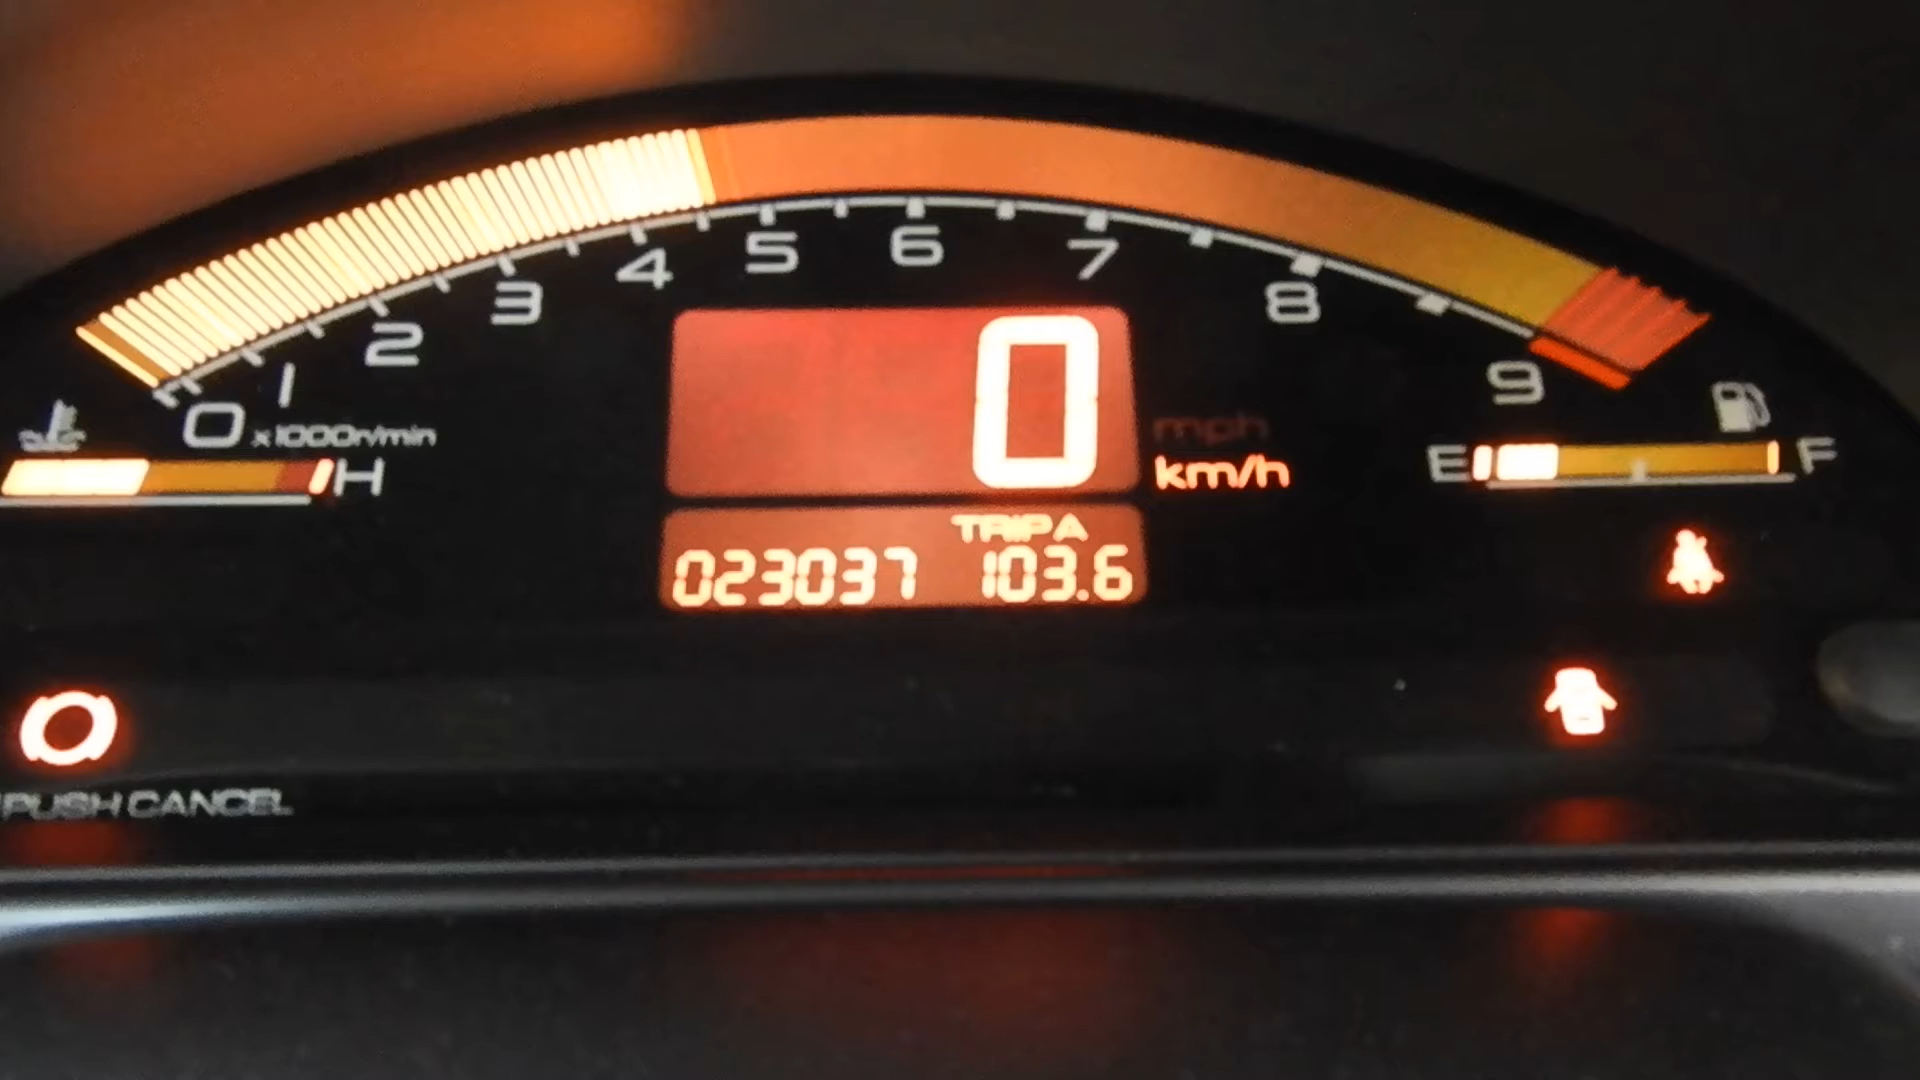 0 1 2 3 4 5 6 7 8 9
x1000r/min
H
0
mph
km/h
E F
TRIP A
023037 103.6
PUSH CANCEL